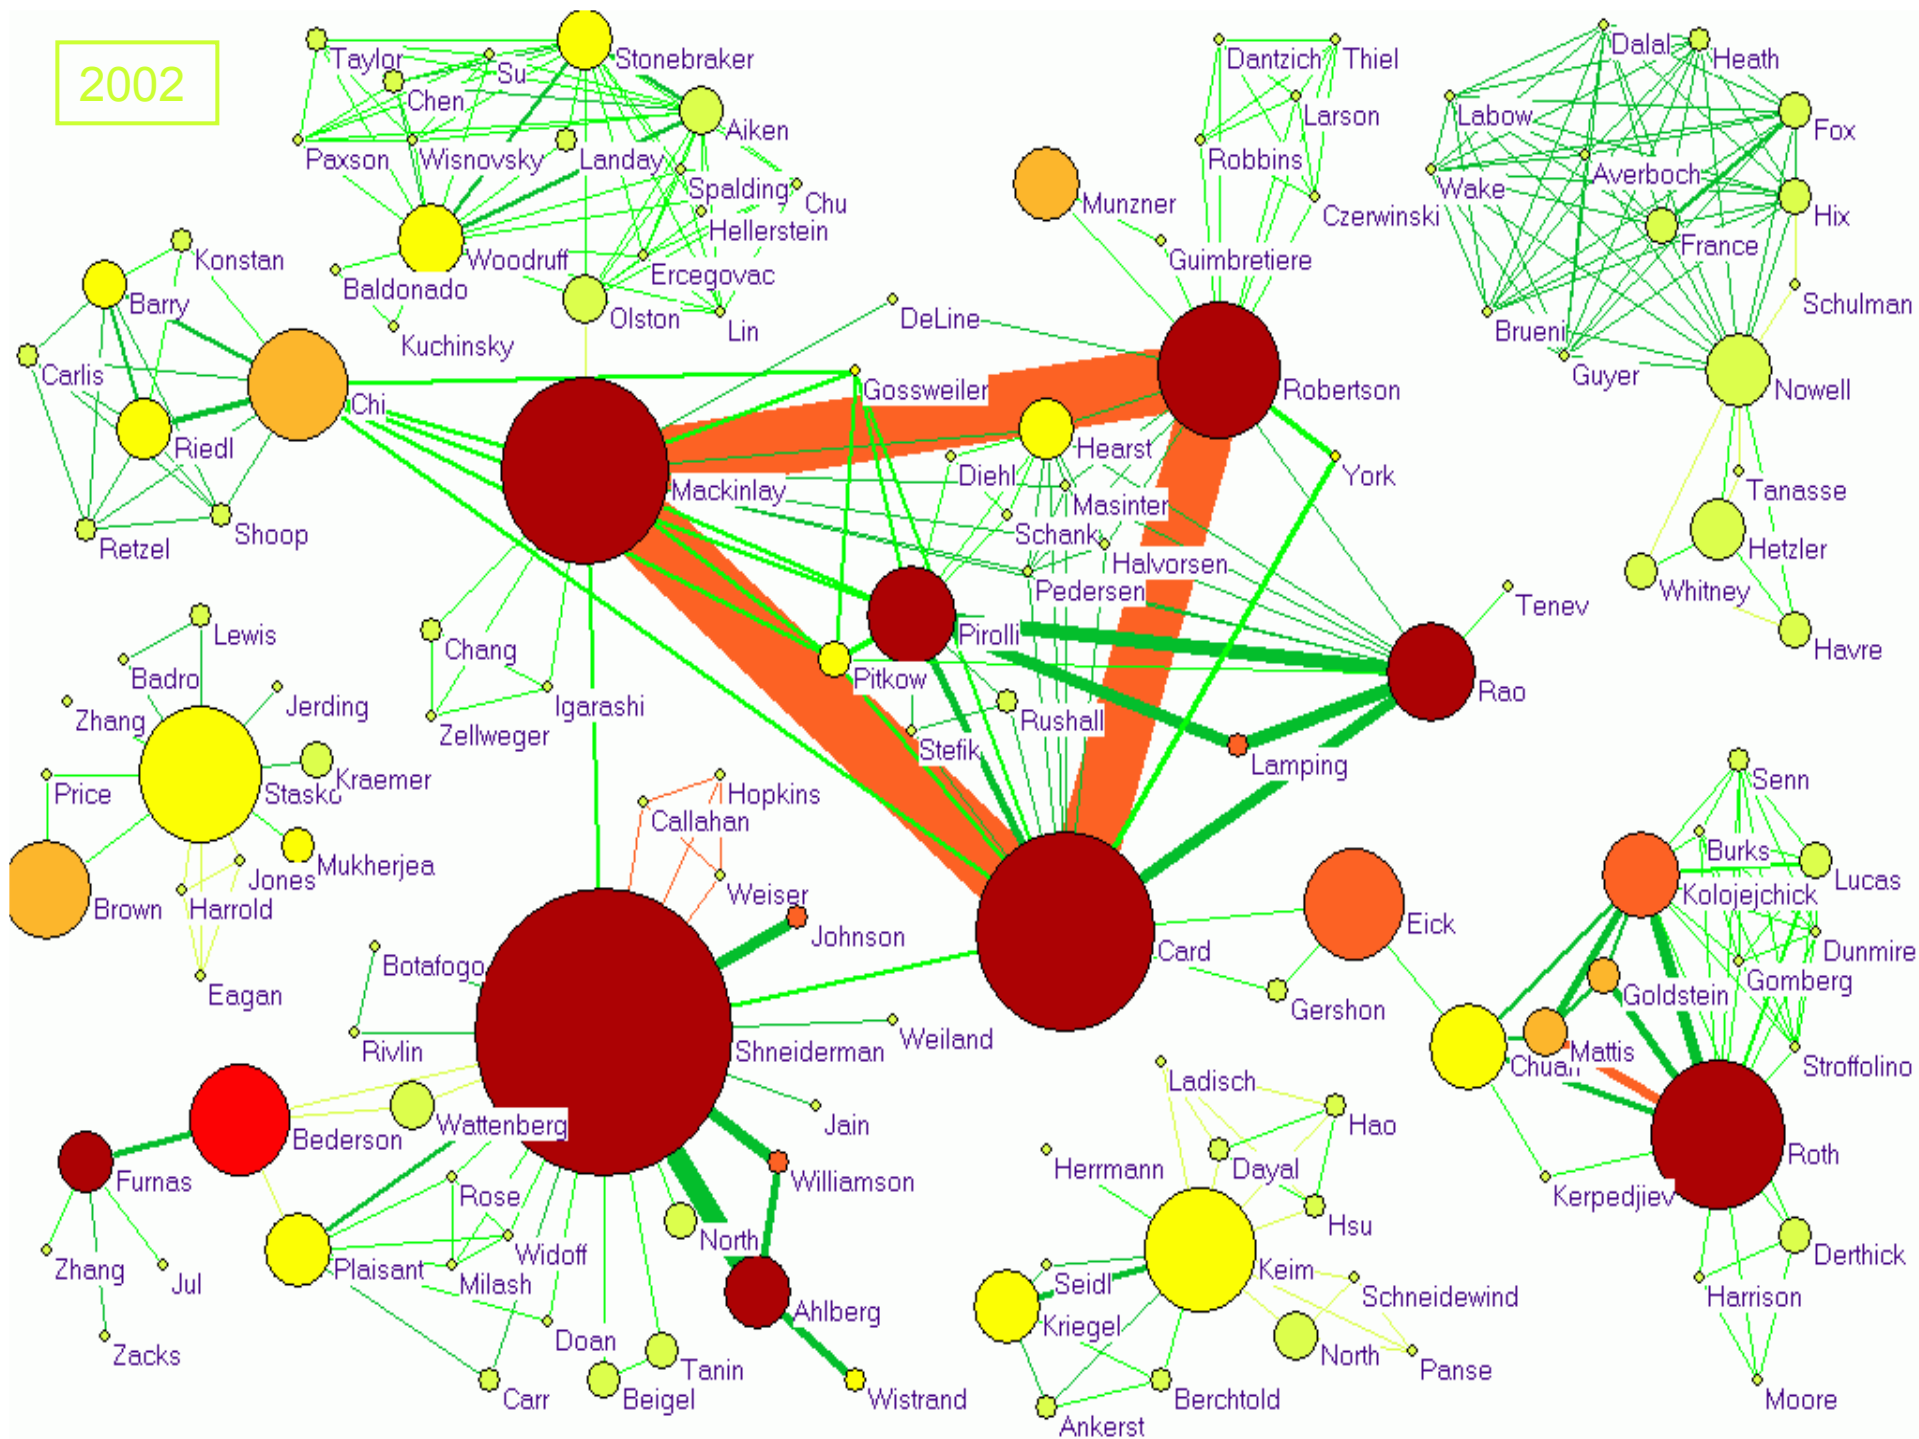 2002
Taylor
Su
Stonebraker
Chen
Aiken
Paxson
Wisnovsky
Landay
Spalding
Chu
Hellerstein
Woodruff
Ercegovac
Baldonado
Olston
Lin
Kuchinsky
Dantzich
Thiel
Larson
Robbins
Munzner
Czerwinski
Guimbretiere
Dalal
Heath
Labow
Fox
Averboch
Wake
Hix
France
Schulman
Brueni
Guyer
Nowell
Tanasse
Hetzler
Whitney
Havre
Konstan
Barry
Carlis
Chi
Riedl
Retzel
Shoop
DeLine
Gossweiler
Robertson
Hearst
Diehl
York
Mackinlay
Masinter
Schank
Halvorsen
Pedersen
Tenev
Pirolli
Pitkow
Rao
Rushall
Stefik
Lamping
Chang
Igarashi
Zellweger
Lewis
Badro
Jerding
Zhang
Kraemer
Stasko
Price
Mukherjea
Jones
Brown
Harrold
Eagan
Hopkins
Callahan
Weiser
Johnson
Botafogo
Card
Eick
Gershon
Weiland
Rivlin
Shneiderman
Jain
Wattenberg
Bederson
Furnas
Williamson
Rose
North
Widoff
Zhang
Jul
Plaisant
Milash
Ahlberg
Doan
Zacks
Tanin
Carr
Beigel
Wistrand
Senn
Burks
Lucas
Kolojejchick
Dunmire
Gomberg
Goldstein
Mattis
Chuah
Stroffolino
Roth
Kerpedjiev
Derthick
Harrison
Moore
Ladisch
Hao
Herrmann
Dayal
Hsu
Keim
Seidl
Schneidewind
Kriegel
North
Panse
Berchtold
Ankerst